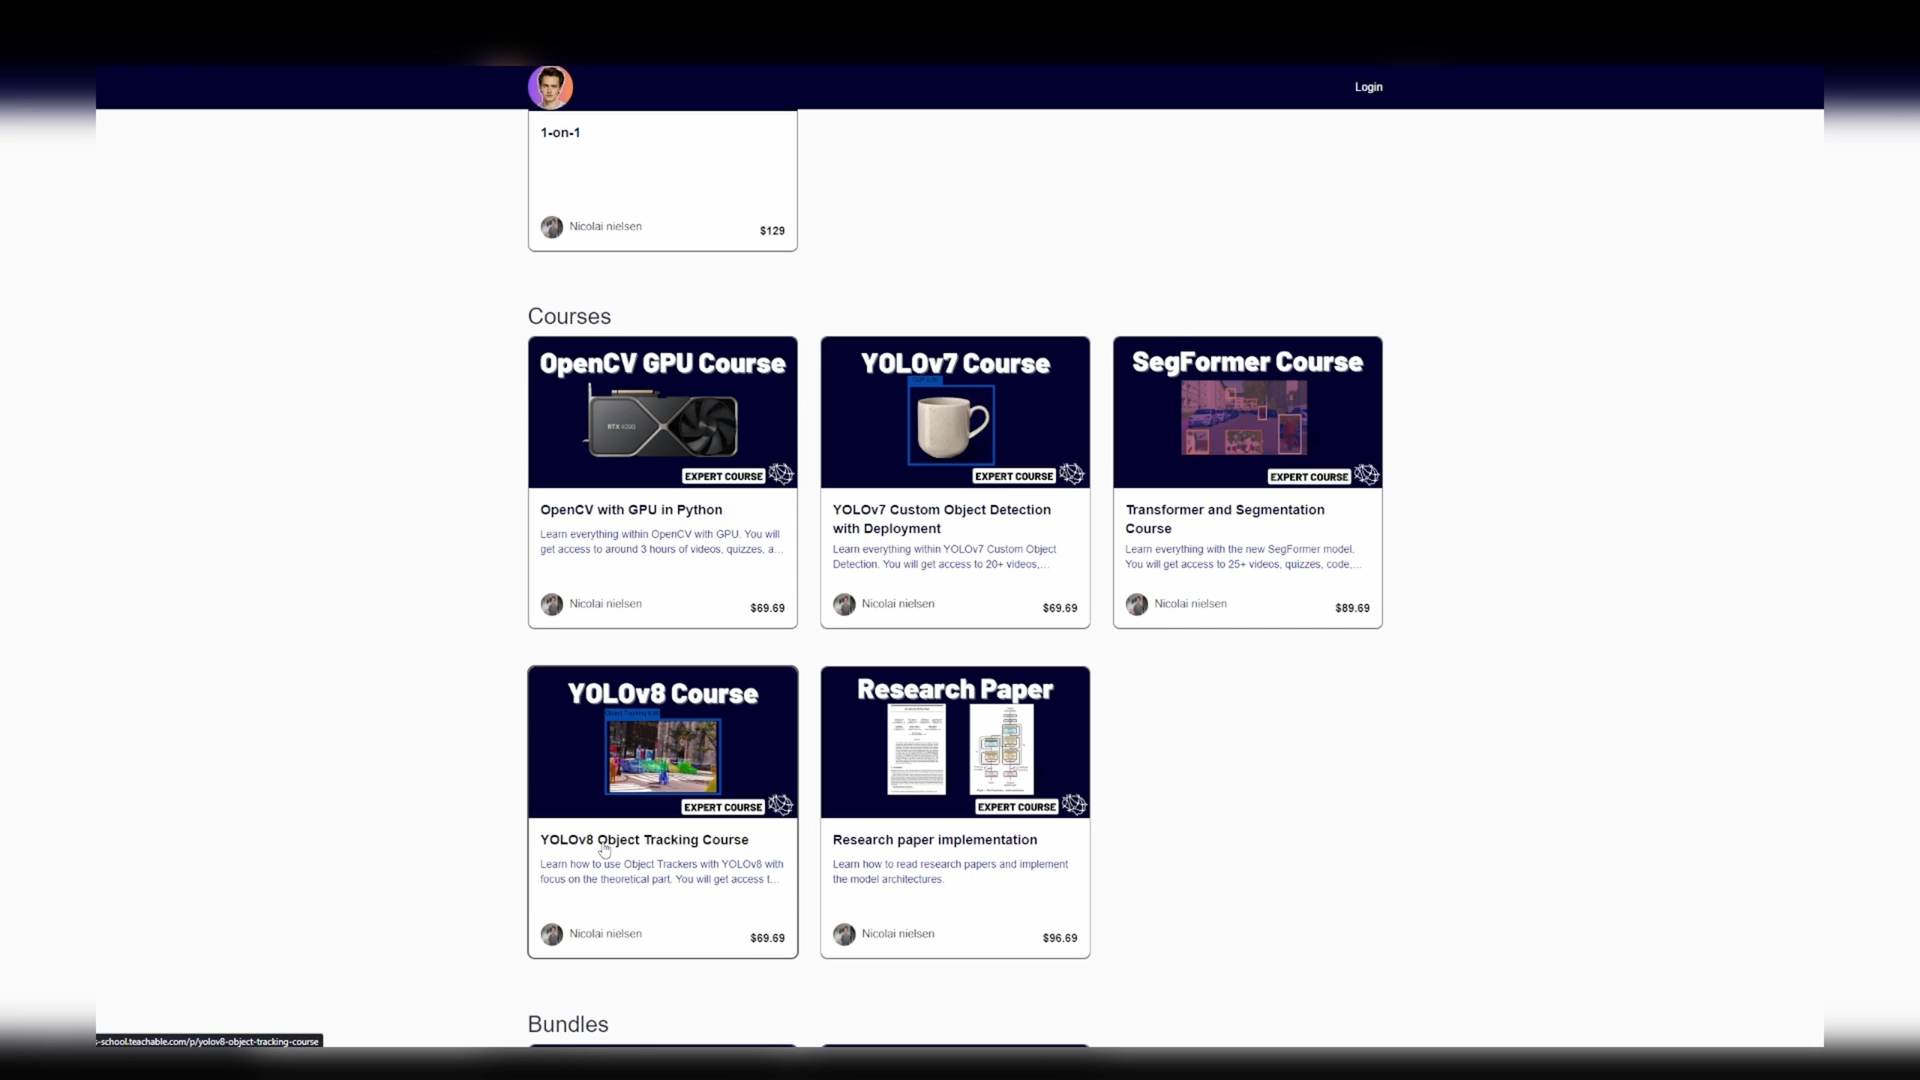 Login
1-on-1
Nicolai nielsen
$129
Courses
OpenCV GPU Course
RTX 4090
EXPERT COURSE
OpenCV with GPU in Python
Learn everything within OpenCV with GPU. You will
get access to around 3 hours of videos, quizzes, a...
Nicolai nielsen
$69.69
YOLOv7 Course
EXPERT COURSE
YOLOv7 Custom Object Detection
with Deployment
Learn everything within YOLOv7 Custom Object
Detection. You will get access to 20+ videos,...
Nicolai nielsen
$69.69
SegFormer Course
EXPERT COURSE
Transformer and Segmentation
Course
Learn everything with the new SegFormer model.
You will get access to 25+ videos, quizzes, code,...
Nicolai nielsen
$89.69
YOLOv8 Course
EXPERT COURSE
YOLOv8 Object Tracking Course
Learn how to use Object Trackers with YOLOv8 with
focus on the theoretical part. You will get access t...
Nicolai nielsen
$69.69
Research Paper
EXPERT COURSE
Research paper implementation
Learn how to read research papers and implement
the model architectures.
Nicolai nielsen
$96.69
Bundles
-school.teachable.com/p/yolov8-object-tracking-course